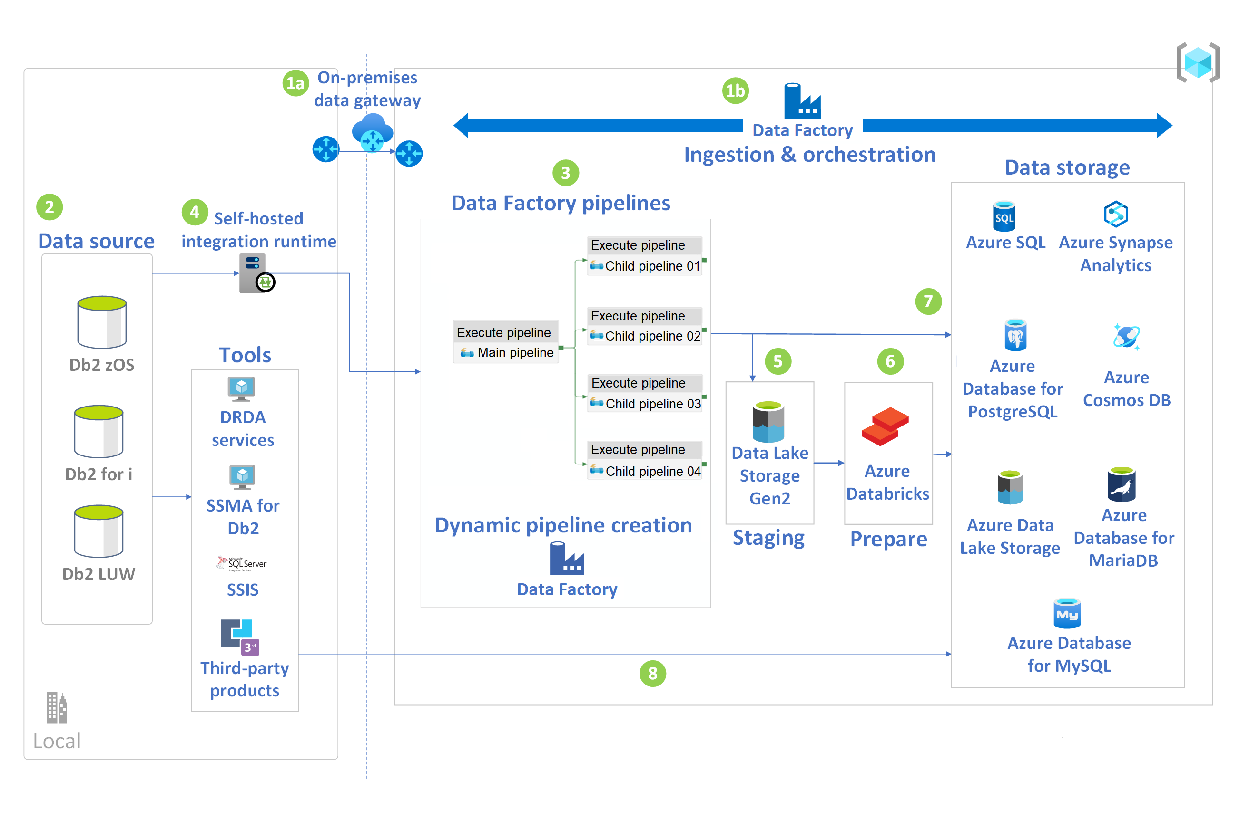 1a
On-premises
data gateway
1b
Data Factory
Ingestion & orchestration
2
Data source
Db2 zOS
Db2 for i
Db2 LUW
4
Self-hosted
integration runtime
Tools
DRDA
services
SSMA for
Db2
SQL Server
SSIS
3rd
Third-party
products
Local
3
Data Factory pipelines
Execute pipeline
Main pipeline
Execute pipeline
Child pipeline 01
Execute pipeline
Child pipeline 02
Execute pipeline
Child pipeline 03
Execute pipeline
Child pipeline 04
Dynamic pipeline creation
Data Factory
5
Data Lake
Storage
Gen2
Staging
6
Azure
Databricks
Prepare
7
8
Data storage
SQL
Azure SQL
Azure Synapse
Analytics
Azure
Database for
PostgreSQL
Azure
Cosmos DB
Azure Data
Lake Storage
Azure
Database for
MariaDB
My
Azure Database
for MySQL